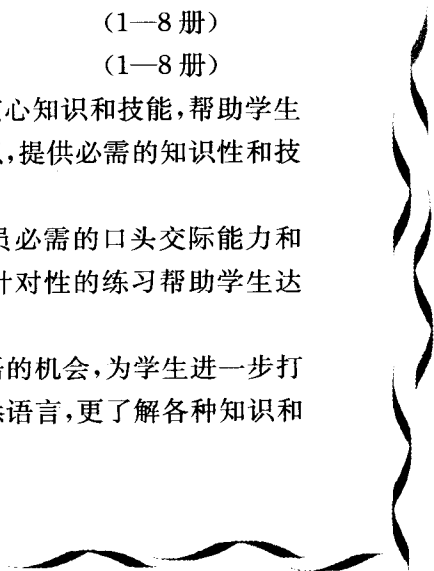 （1—8 册）
（1—8 册）
心知识和技能,帮助学生
,提供必需的知识性和技
必需的口头交际能力和
对性的练习帮助学生达
的机会,为学生进一步打
语言,更了解各种知识和